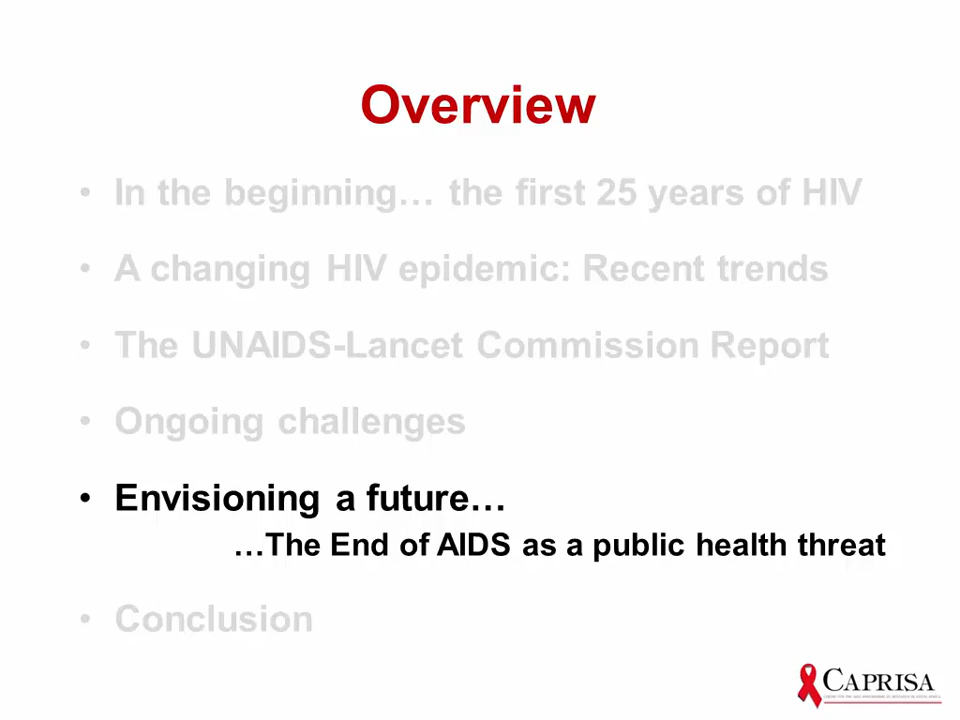 Overview
• In the beginning… the first 25 years of HIV
• A changing HIV epidemic: Recent trends
• The UNAIDS-Lancet Commission Report
• Ongoing challenges
• Envisioning a future…
…The End of AIDS as a public health threat
• Conclusion
CAPRISA